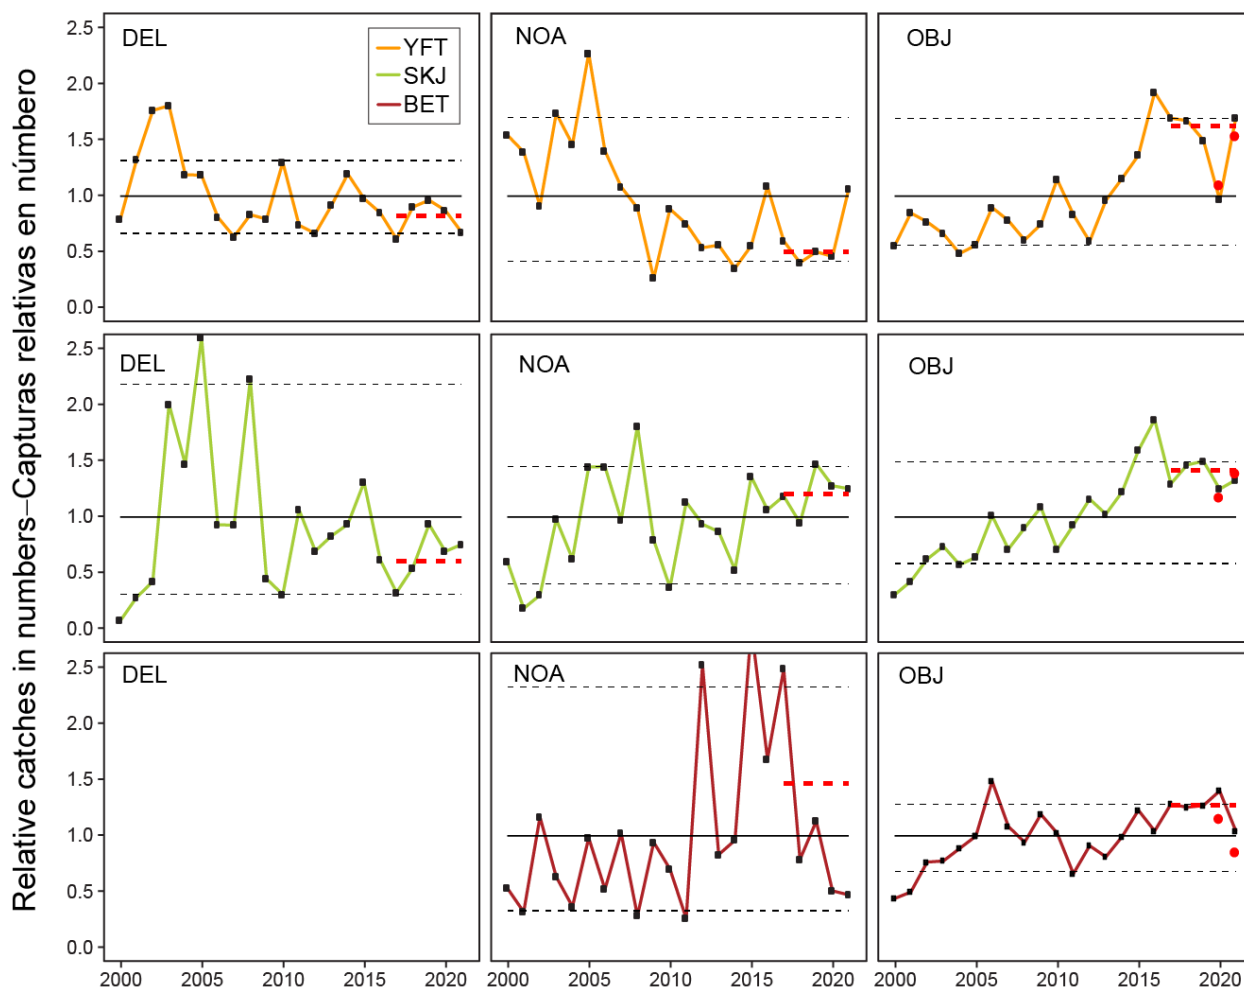 Relative catches in numbers–Capturas relativas en númbero
DEL
YFT
SKJ
BET
NOA
OBJ
2.5
2.0
1.5
1.0
0.5
0.0
DEL
NOA
OBJ
2.5
2.0
1.5
1.0
0.5
0.0
DEL
NOA
OBJ
2.5
2.0
1.5
1.0
0.5
0.0
2000 2005 2010 2015 2020 2000 2005 2010 2015 2020 2000 2005 2010 2015 2020